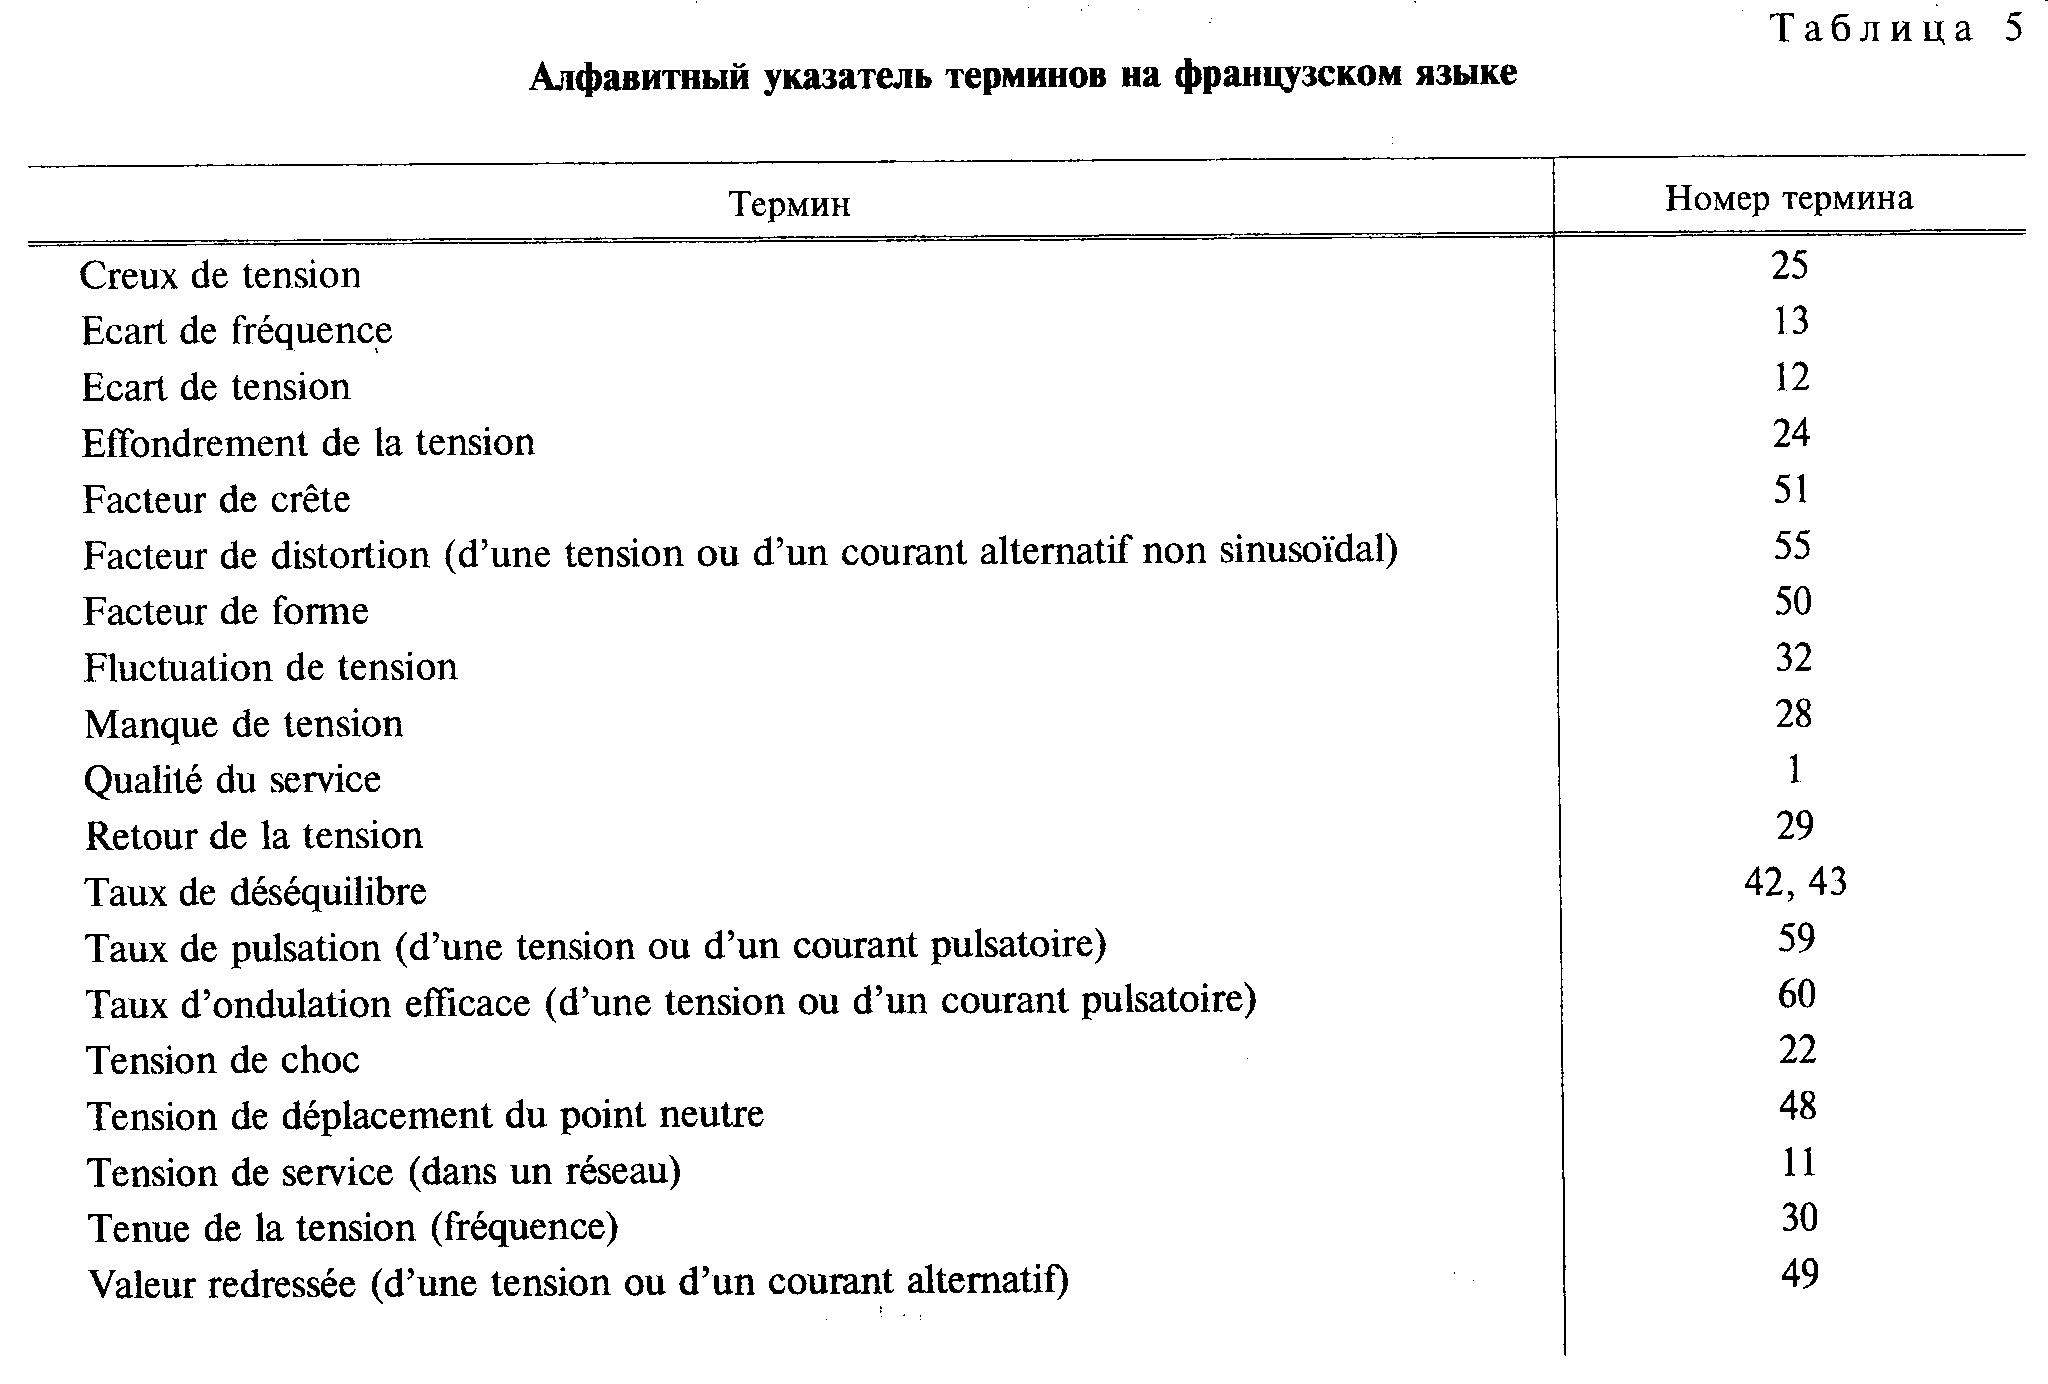 Таблица 5
Алфавитный указатель терминов на французском языке
Термин Номер термина
Creux de tension 25
Ecart de fréquence 13
Ecart de tension 12
Effondrement de la tension 24
Facteur de crête 51
Facteur de distortion (d’une tension ou d’un courant alternatif non sinusoïdal) 55
Facteur de forme 50
Fluctuation de tension 32
Manque de tension 28
Qualité du service 1
Retour de la tension 29
Taux de déséquilibre 42, 43
Taux de pulsation (d’une tension ou d’un courant pulsatoire) 59
Taux d’ondulation efficace (d’une tension ou d’un courant pulsatoire) 60
Tension de choc 22
Tension de déplacement du point neutre 48
Tension de service (dans un réseau) 11
Tenue de la tension (fréquence) 30
Valeur redressée (d’une tension ou d’un courant alternatif) 49